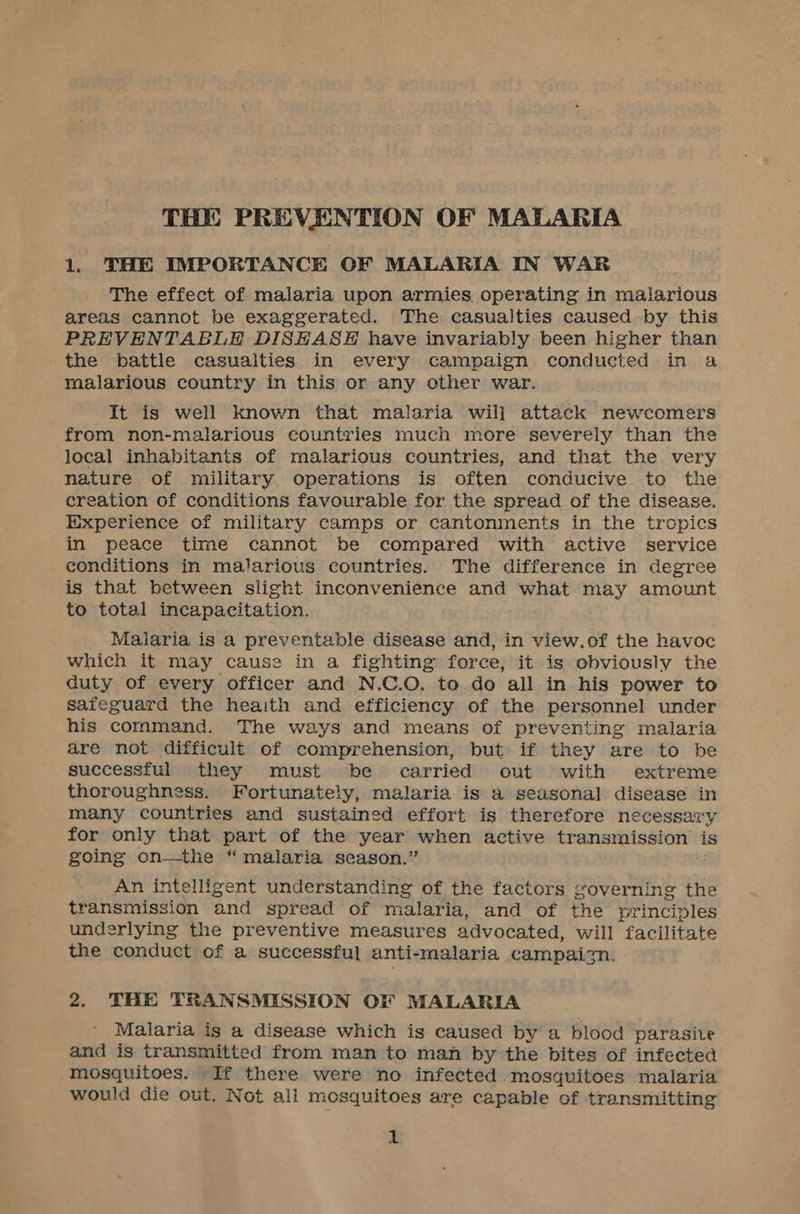 THE PREVENTION OF MALARIA
1. THE IMPORTANCE OF MALARIA IN WAR
The effect of malaria upon armies operating in malarious
areas cannot be exaggerated. The casualties caused by this
PREVENTABLE DISEASE have invariably been higher than
the battle casualties in every campaign conducted in a
malarious country in this or any other war.
It is well known that malaria will attack newcomers
from non-malarious countries much more severely than the
local inhabitants of malarious countries, and that the very
nature of military operations is often conducive to the
creation of conditions favourable for the spread of the disease.
Experience of military camps or cantonments in the tropics
in peace time cannot be compared with active service
conditions in malarious countries. The difference in degree
is that between slight inconvenience and what may amount
to total incapacitation.
Malaria is a preventable disease and, in view of the havoc
which it may cause in a fighting force, it is obviously the
duty of every officer and N.C.O. to do all in his power to
safeguard the health and efficiency of the personnel under
his command. The ways and means of preventing malaria
are not difficult of comprehension, but if they are to be
successful they must be carried out with extreme
thoroughness. Fortunately, malaria is a seasonal disease in
many countries and sustained effort is therefore necessary
for only that part of the year when active transmission is
going on—the “malaria season.”
An intelligent understanding of the factors governing the
transmission and spread of malaria, and of the principles
underlying the preventive measures advocated, will facilitate
the conduct of a successful anti-malaria campaign.
2. THE TRANSMISSION OF MALARIA
Malaria is a disease which is caused by a blood parasite
and is transmitted from man to man by the bites of infected
mosquitoes. If there were no infected mosquitoes malaria
would die out. Not all mosquitoes are capable of transmitting
1